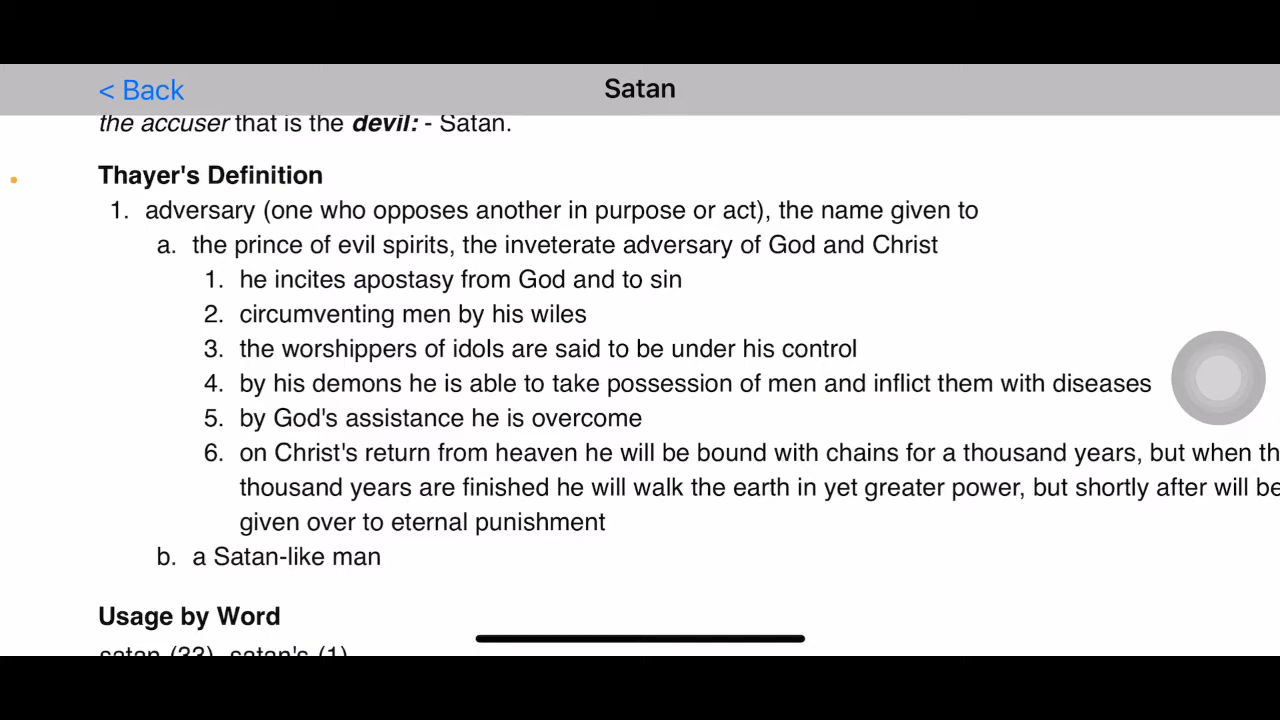 < Back
Satan
the accuser that is the devil: - Satan.
Thayer's Definition
1. adversary (one who opposes another in purpose or act), the name given to
a. the prince of evil spirits, the inveterate adversary of God and Christ
1. he incites apostasy from God and to sin
2. circumventing men by his wiles
3. the worshippers of idols are said to be under his control
4. by his demons he is able to take possession of men and inflict them with diseases
5. by God's assistance he is overcome
6. on Christ's return from heaven he will be bound with chains for a thousand years, but when th
thousand years are finished he will walk the earth in yet greater power, but shortly after will be
given over to eternal punishment
b. a Satan-like man
Usage by Word
satan (33), satan's (1)